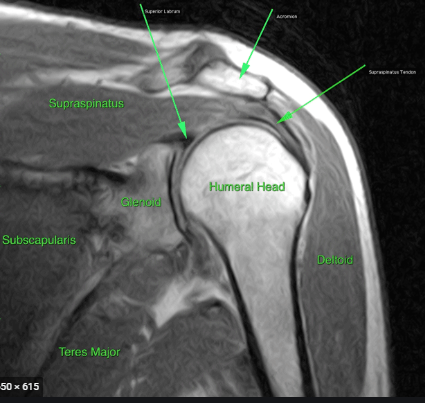 Superior Labrum
Acromion
Supraspinatus Tendon
Supraspinatus
Humeral Head
Glenoid
Subscapularis
Deltoid
Teres Major
50 × 615